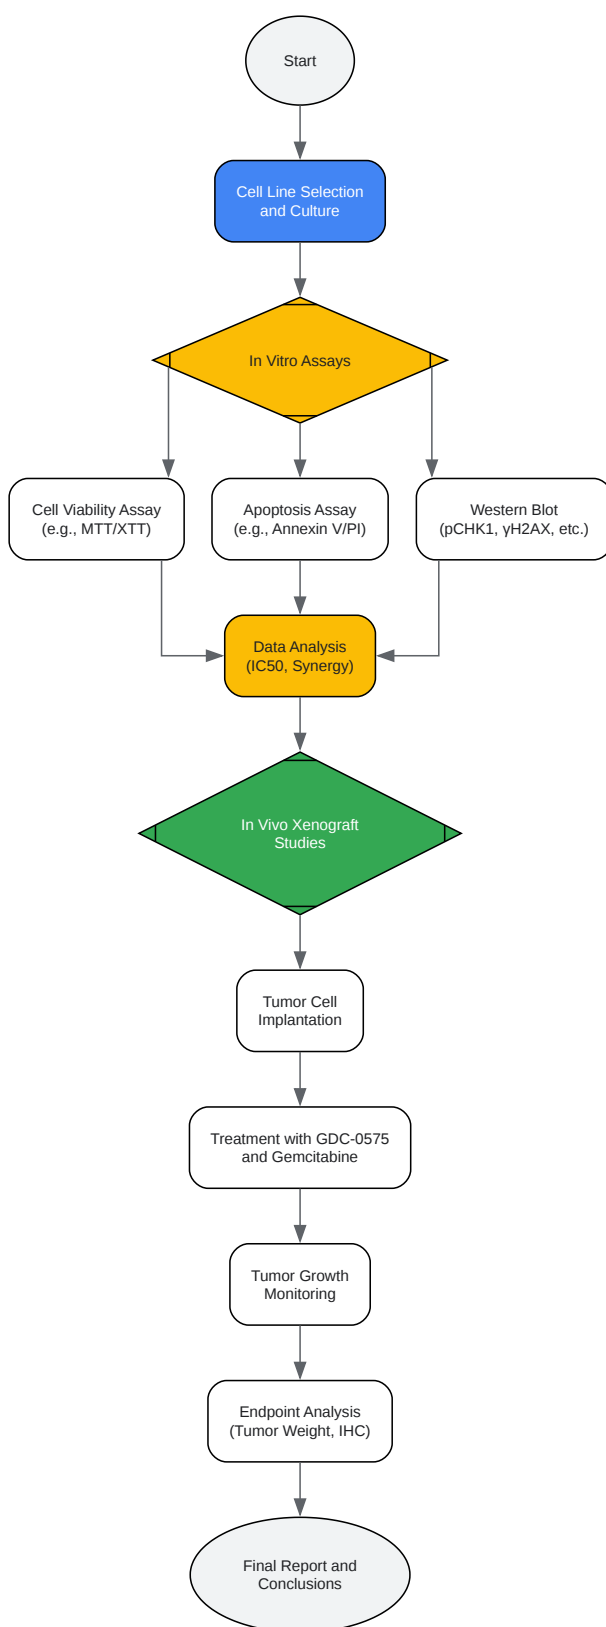 Start
Cell Line Selection
and Culture
In Vitro Assays
Cell Viability Assay
(e.g., MTT/XTT)
Apoptosis Assay
(e.g., Annexin V/PI)
Western Blot
(pCHK1, γH2AX, etc.)
Data Analysis
(IC50, Synergy)
In Vivo Xenograft
Studies
Tumor Cell
Implantation
Treatment with GDC-0575
and Gemcitabine
Tumor Growth
Monitoring
Endpoint Analysis
(Tumor Weight, IHC)
Final Report and
Conclusions